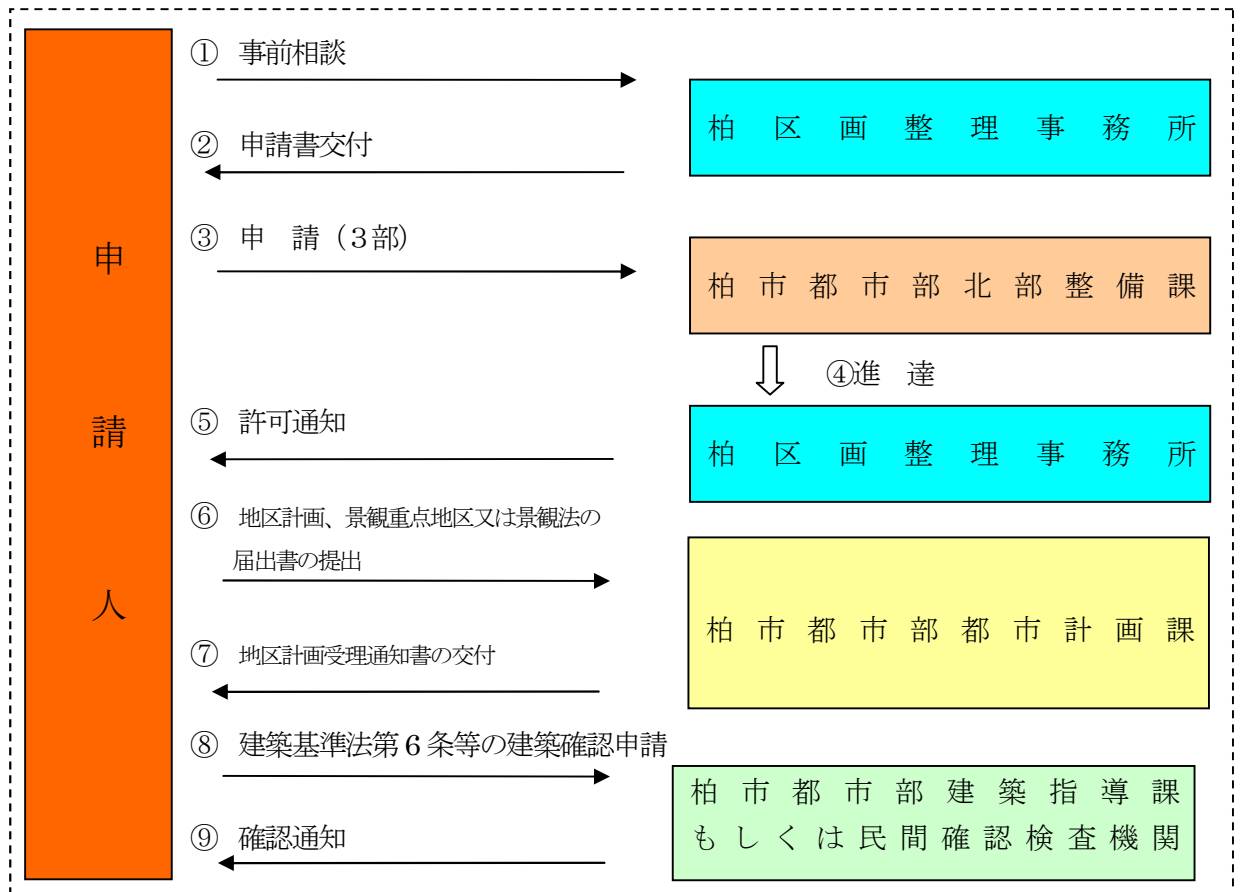 申請人
① 事前相談
柏区画整理事務所
② 申請書交付
③ 申 請（３部）
柏市都市部北部整備課
④進 達
⑤ 許可通知
柏区画整理事務所
⑥ 地区計画、景観重点地区又は景観法の
届出書の提出
柏市都市部都市計画課
⑦ 地区計画受理通知書の交付
⑧ 建築基準法第６条等の建築確認申請
柏市都市部建築指導課
もしくは民間確認検査機関
⑨ 確認通知